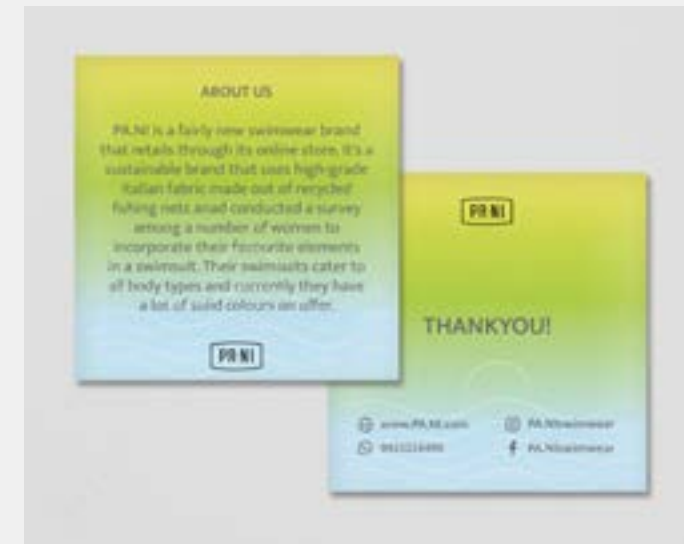 ABOUT US
PA.NI is a fairly new swimwear brand
that retails through its online store. It's a
sustainable brand that uses high-grade
Italian fabric made out of recycled
fishing nets anad conducted a survey
among a number of women to
incorporate their favourite elements
in a swimsuit. Their swimsuits cater to
all body types and currently they have
a lot of solid colours on offer.
PA·NI
PA·NI
THANKYOU!
www.PA.NI.com
PA.NIswimwear
PA.NIswimwear